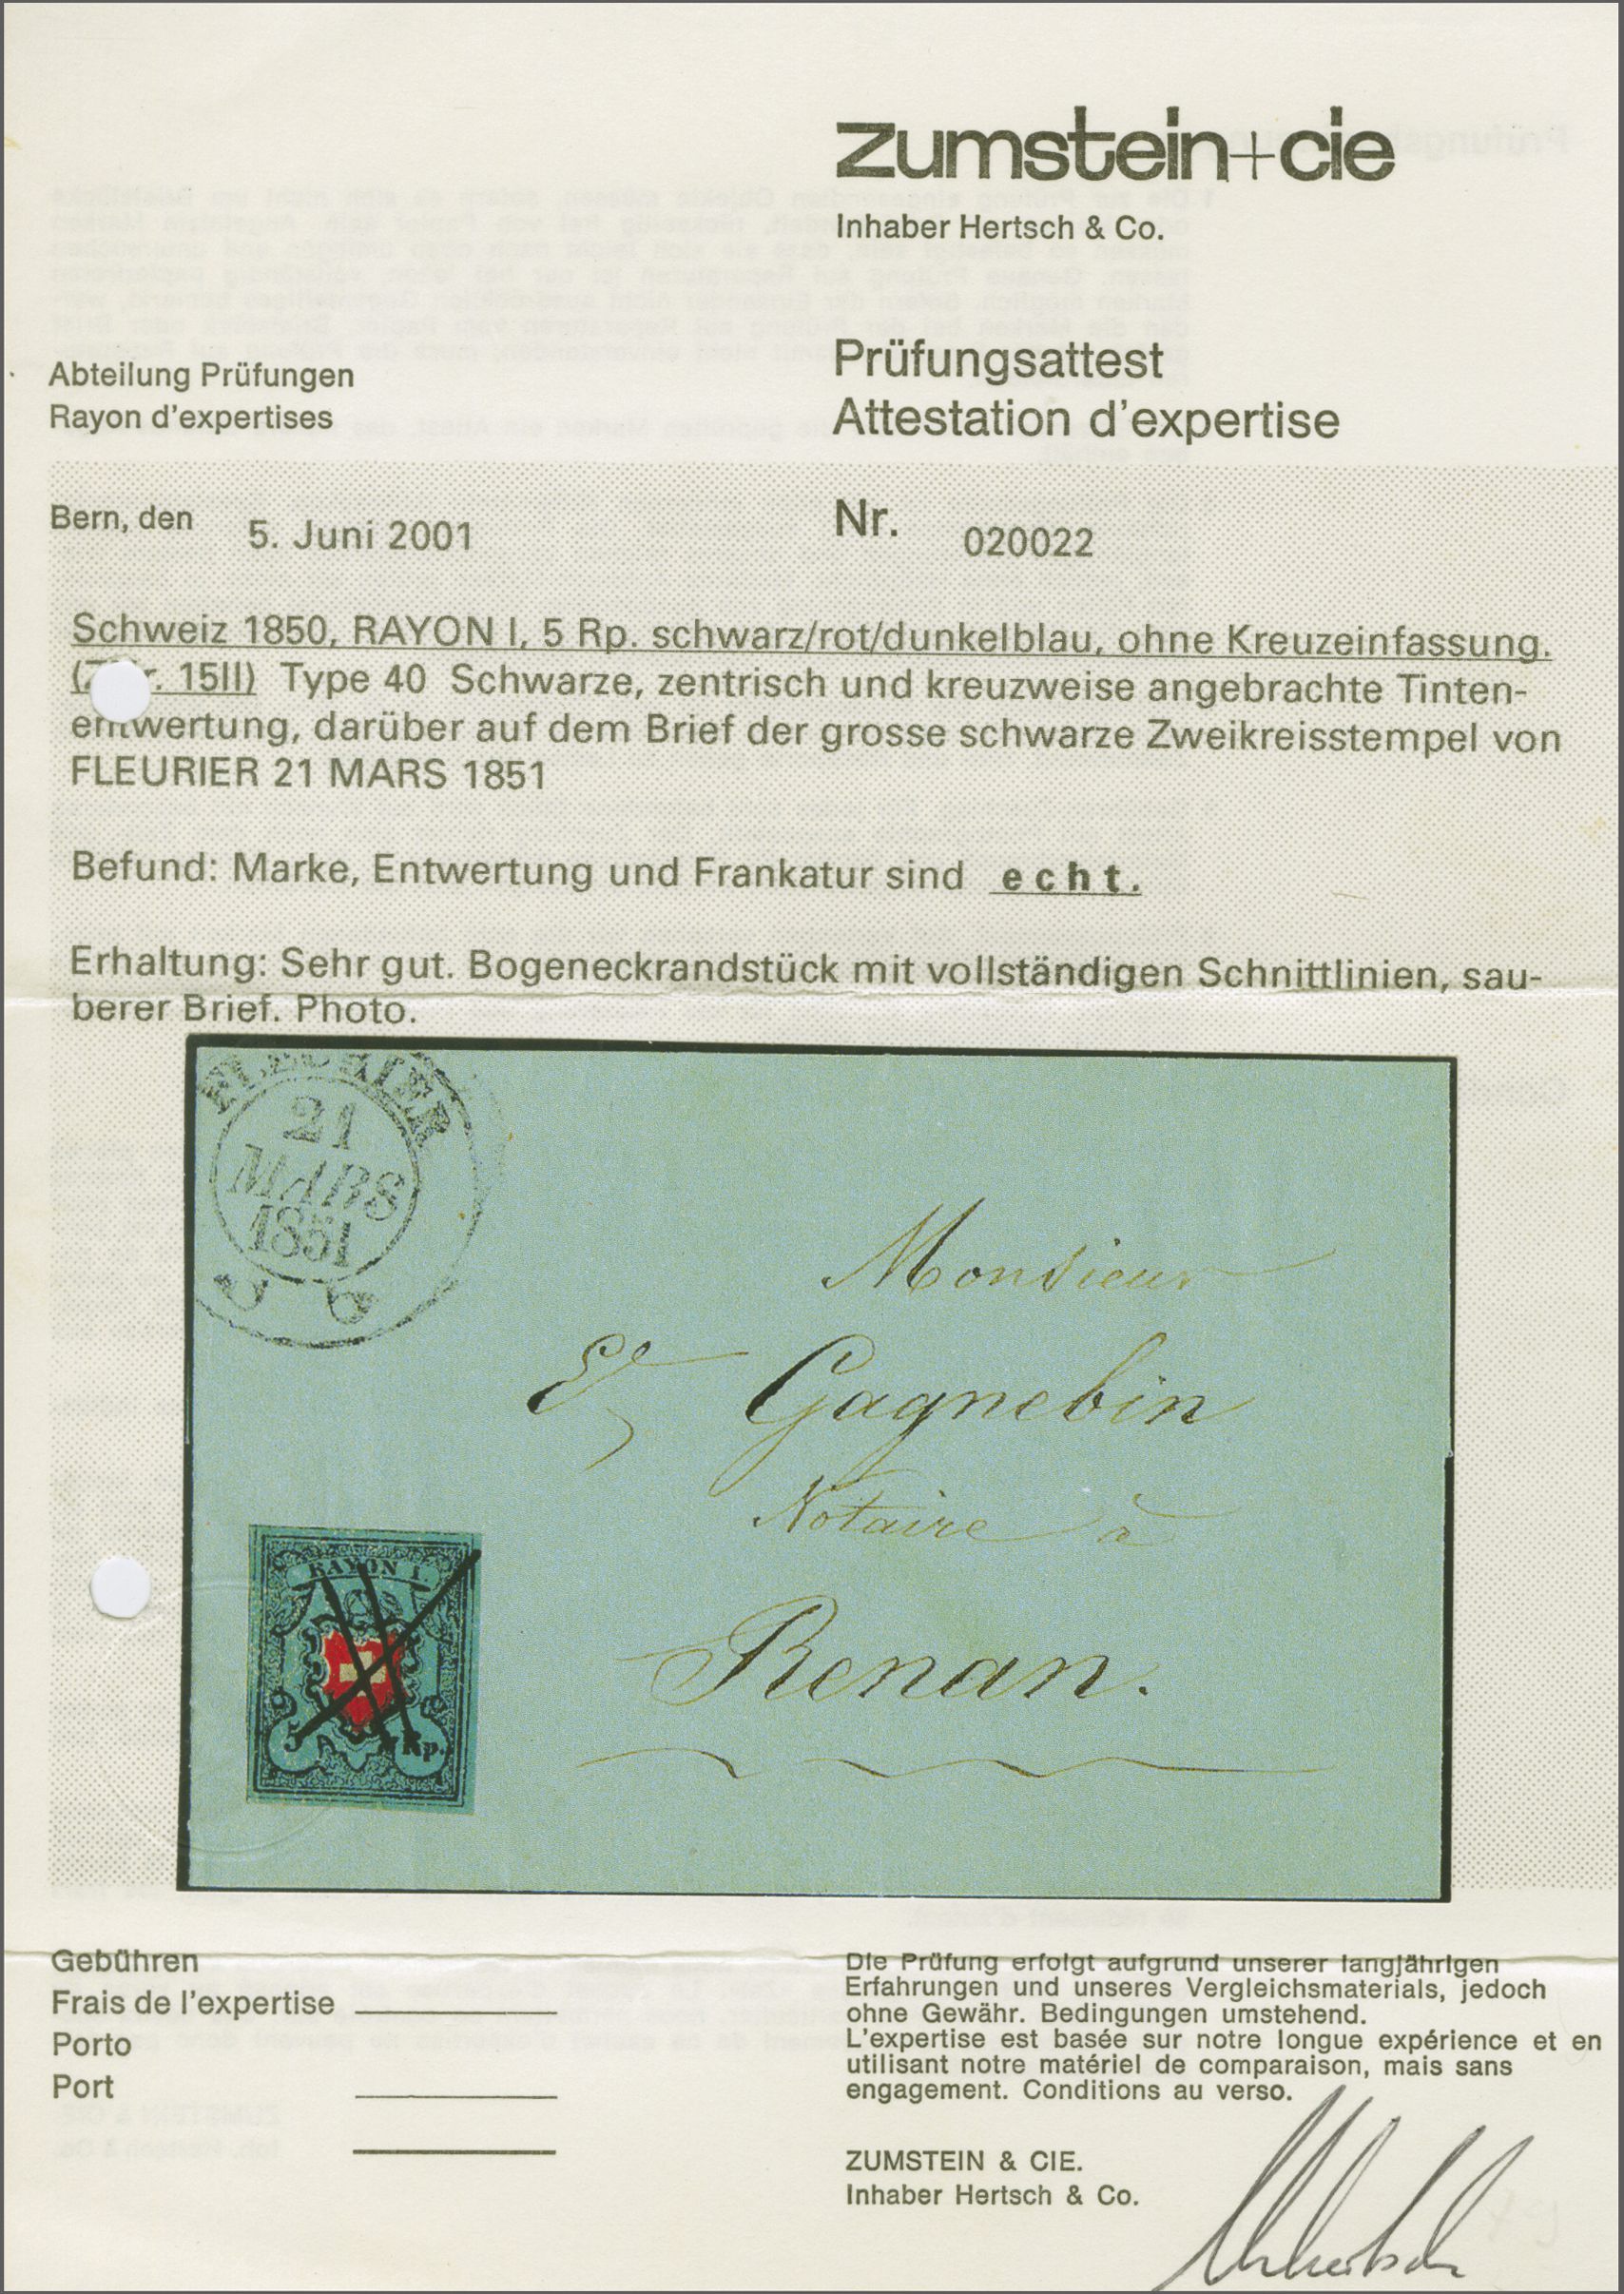 zumstein+cie
Inhaber Hertsch & Co.
Abteilung Prüfungen
Rayon d'expertises
Prüfungsattest
Attestation d'expertise
Bern, den 5. Juni 2001
Nr. 020022
Schweiz 1850, RAYON I, 5 Rp. schwarz/rot/dunkelblau, ohne Kreuzeinfassung.
15II) Type 40 Schwarze, zentrisch und kreuzweise angebrachte Tinten-
entwertung, darüber auf dem Brief der grosse schwarze Zweikreisstempel von
FLEURIER 21 MARS 1851
Befund: Marke, Entwertung und Frankatur sind echt.
Erhaltung: Sehr gut. Bogeneckrandstück mit vollständigen Schnittlinien, sau-
berer Brief. Photo.
FLEURIER
21
MARS
1851
Monsieur
Gagnebin
Notaire à
Renan.
RAYON I.
5 Rp.
Gebühren
Frais de l'expertise
Porto
Port
Die Prüfung erfolgt aufgrund unserer langjährigen
Erfahrungen und unseres Vergleichsmaterials, jedoch
ohne Gewähr. Bedingungen umstehend.
L'expertise est basée sur notre longue expérience et en
utilisant notre matériel de comparaison, mais sans
engagement. Conditions au verso.
ZUMSTEIN & CIE.
Inhaber Hertsch & Co.